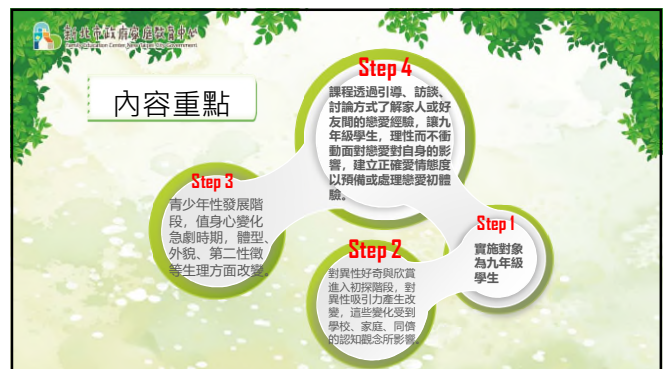 新北市政府家庭教育中心
Family Education Center, New Taipei City Government
內容重點
Step 4
課程透過引導、訪談、
討論方式了解家人或好
友間的戀愛經驗，讓九
年級學生，理性而不衝
動面對戀愛對自身的影
響，建立正確愛情態度
以預備或處理戀愛初體
驗。
Step 3
青少年性發展階
段，值身心變化
急劇時期，體型、
外貌、第二性徵
等生理方面改變。
Step 2
對異性好奇與欣賞
進入初探階段，對
異性吸引力產生改
變，這些變化受到
學校、家庭、同儕
的認知觀念所影響。
Step 1
實施對象
為九年級
學生